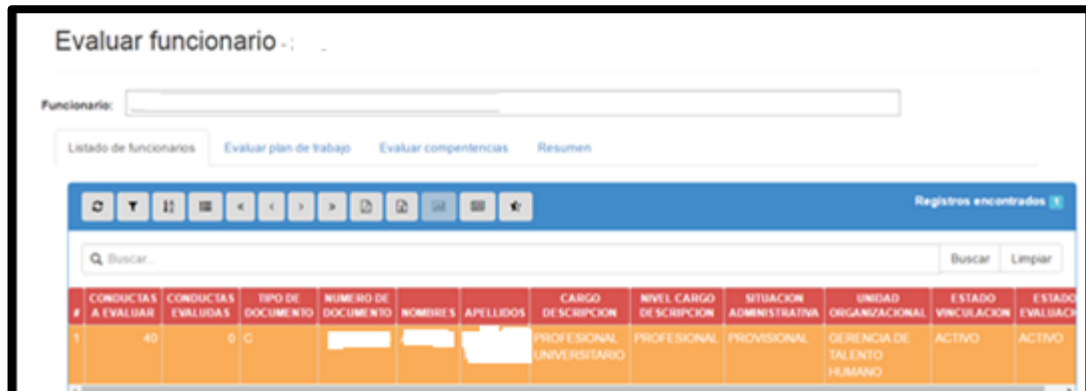 Evaluar funcionario - :
Funcionario:
Listado de funcionarios Evaluar plan de trabajo Evaluar compentencias Resumen
Registros encontrados 1
Buscar... Buscar Limpiar
# CONDUCTAS A EVALUAR CONDUCTAS EVALUDAS TIPO DE DOCUMENTO NUMERO DE DOCUMENTO NOMBRES APELLIDOS CARGO DESCRIPCION NIVEL CARGO DESCRIPCION SITUACION ADMINISTRATIVA UNIDAD ORGANIZACIONAL ESTADO VINCULACION ESTADO EVALUACI
1 40 0 C PROFESIONAL UNIVERSITARIO PROFESIONAL PROVISIONAL GERENCIA DE TALENTO HUMANO ACTIVO ACTIVO